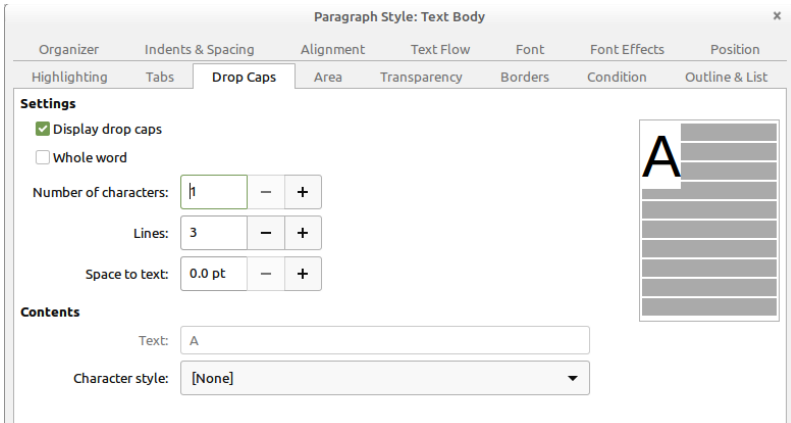 Paragraph Style: Text Body x
Organizer Indents & Spacing Alignment Text Flow Font Font Effects Position
Highlighting Tabs Drop Caps Area Transparency Borders Condition Outline & List
Settings
Display drop caps
Whole word
Number of characters: 1 − +
Lines: 3 − +
Space to text: 0.0 pt − +
A
Contents
Text: A
Character style: [None]